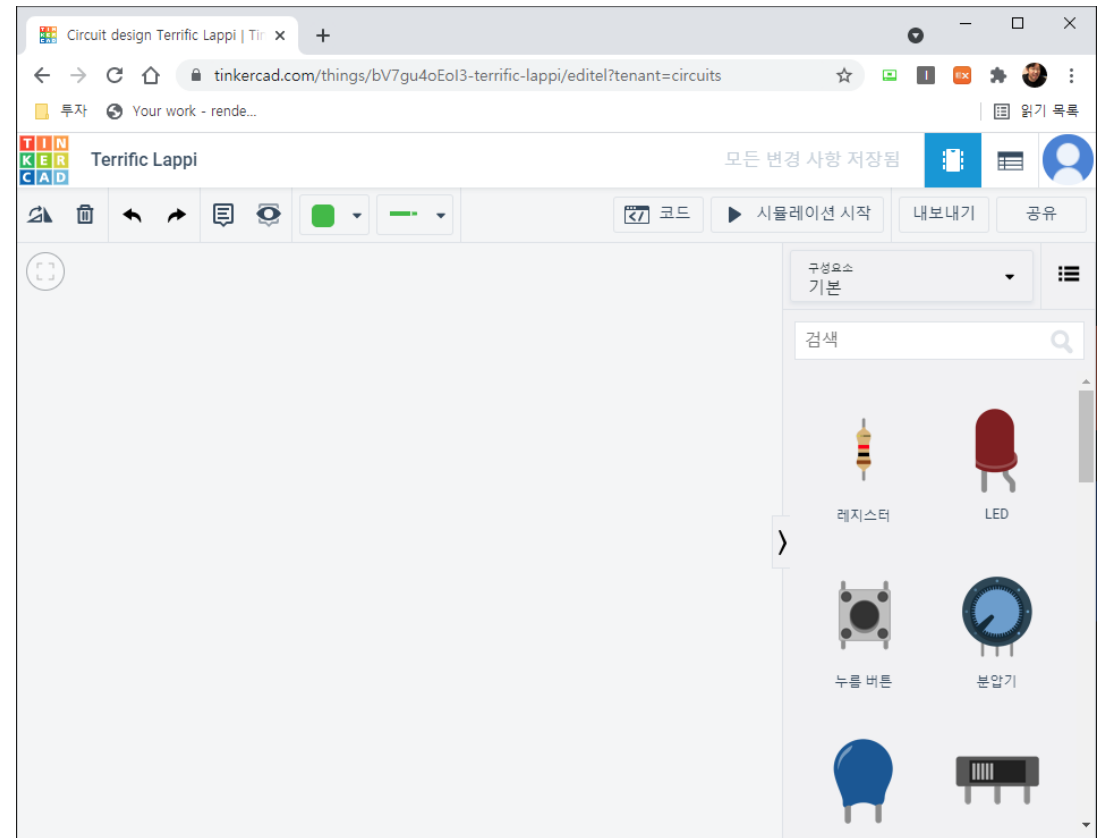 Circuit design Terrific Lappi | Tin
tinkercad.com/things/bV7gu4oEoI3-terrific-lappi/editel?tenant=circuits
투자 Your work - rende... 읽기 목록
TIN
KER
CAD
Terrific Lappi 모든 변경 사항 저장됨
코드 시뮬레이션 시작 내보내기 공유
구성요소
기본
검색
레지스터 LED
누름 버튼 분압기